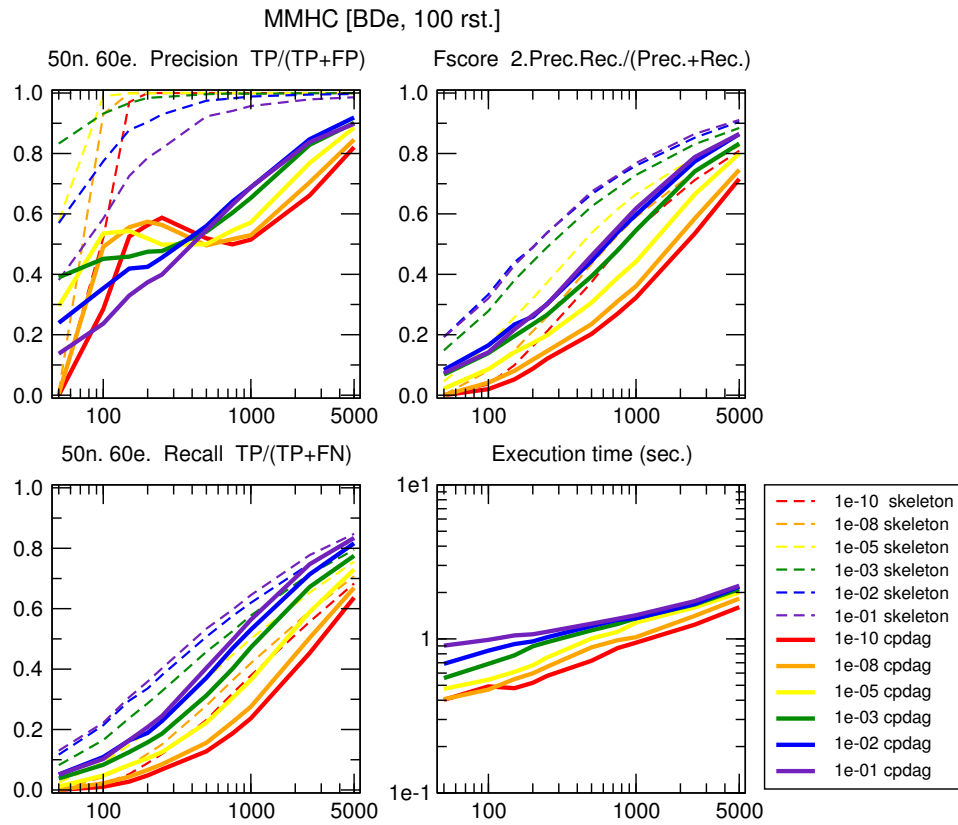 MMHC [BDe, 100 rst.]
50n. 60e. Precision TP/(TP+FP)
1.0
0.8
0.6
0.4
0.2
0.0
100
1000
5000
Fscore 2.Prec.Rec./(Prec.+Rec.)
1.0
0.8
0.6
0.4
0.2
0.0
100
1000
5000
50n. 60e. Recall TP/(TP+FN)
1.0
0.8
0.6
0.4
0.2
0.0
100
1000
5000
Execution time (sec.)
1e1
1
1e-1
100
1000
5000
1e-10 skeleton
1e-08 skeleton
1e-05 skeleton
1e-03 skeleton
1e-02 skeleton
1e-01 skeleton
1e-10 cpdag
1e-08 cpdag
1e-05 cpdag
1e-03 cpdag
1e-02 cpdag
1e-01 cpdag